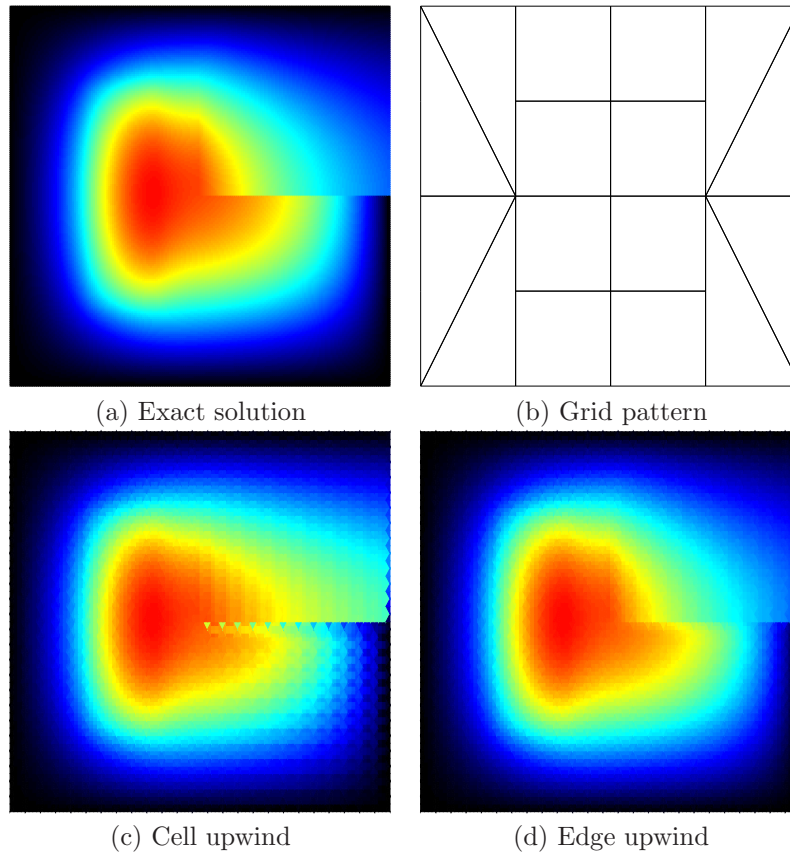 (a) Exact solution
(b) Grid pattern
(c) Cell upwind
(d) Edge upwind